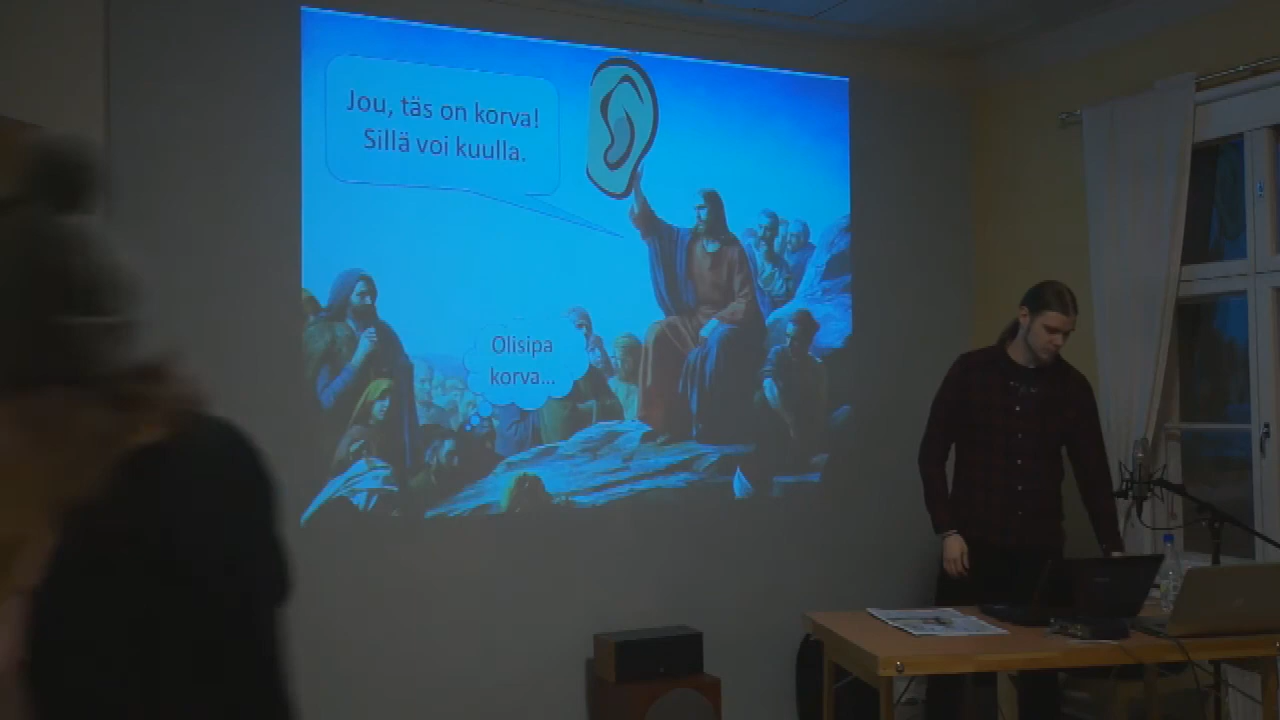 Jou, täs on korva!
Sillä voi kuulla.
Olisipa
korva...